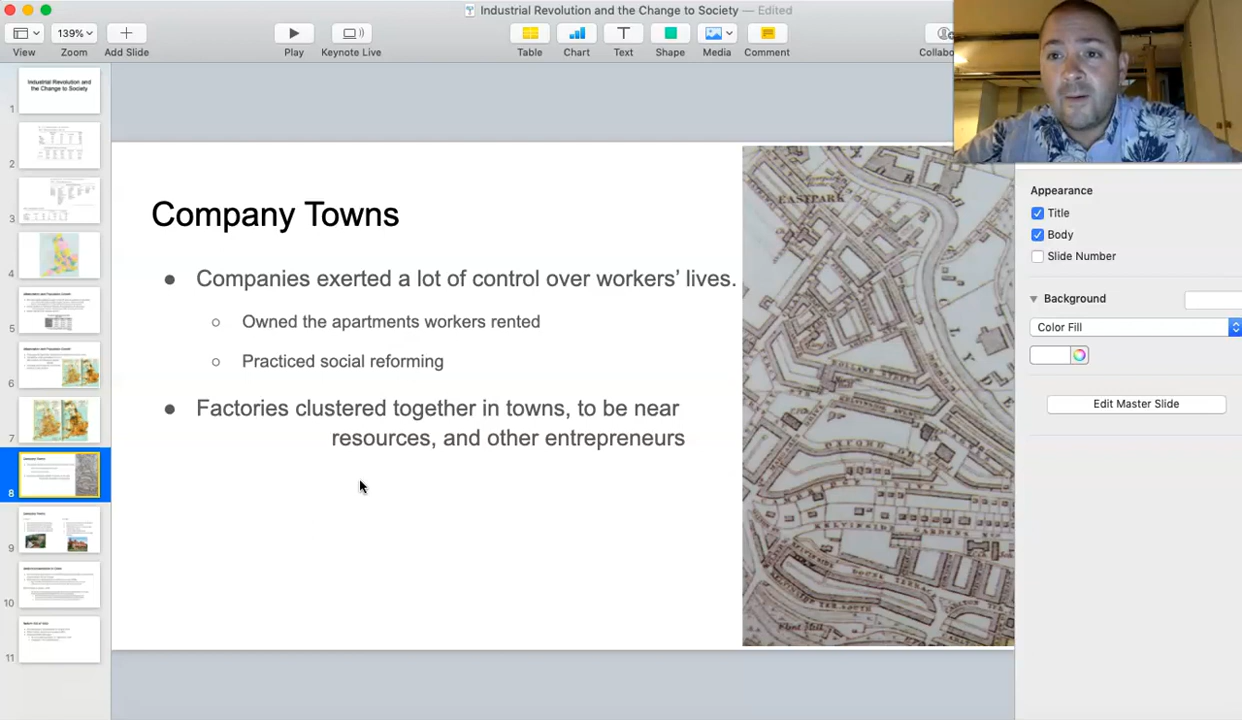 Industrial Revolution and the Change to Society — Edited
139%
View
Zoom
Add Slide
Play
Keynote Live
Table
Chart
Text
Shape
Media
Comment
Industrial Revolution and
the Change to Society
1
2
3
4
5
6
7
8
9
10
11
Company Towns
● Companies exerted a lot of control over workers’ lives.
○ Owned the apartments workers rented
○ Practiced social reforming
● Factories clustered together in towns, to be near
resources, and other entrepreneurs
EASTPARK
KELVINSIDE GARDENS
Flint Hill
Appearance
Title
Body
Slide Number
Background
Color Fill
Edit Master Slide